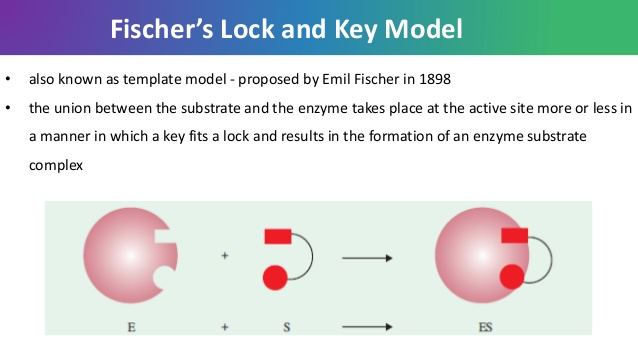 Fischer's Lock and Key Model
• also known as template model - proposed by Emil Fischer in 1898
• the union between the substrate and the enzyme takes place at the active site more or less in
a manner in which a key fits a lock and results in the formation of an enzyme substrate
complex
+
E + S ES